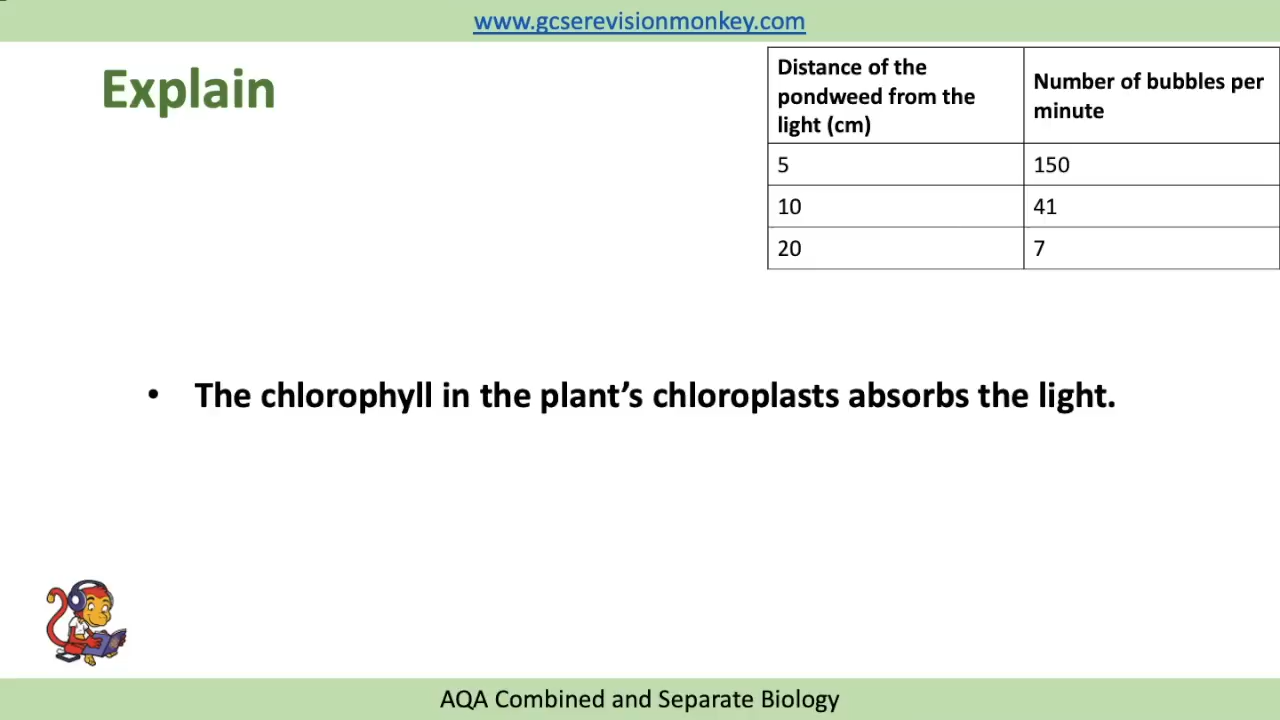 www.gcserevisionmonkey.com
Explain
Distance of the
pondweed from the
light (cm)
Number of bubbles per
minute
5
150
10
41
20
7
• The chlorophyll in the plant’s chloroplasts absorbs the light.
AQA Combined and Separate Biology